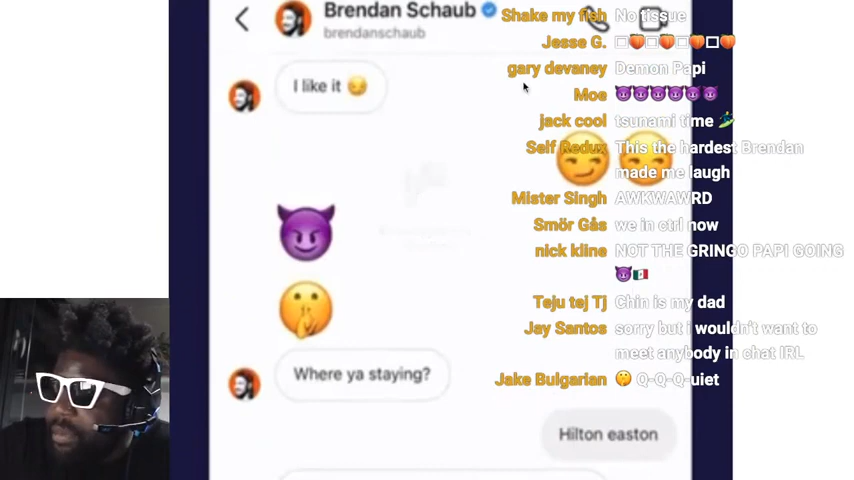 Brendan Schaub
brendanschaub
I like it 😏
😏 😏
😈
🤫
Where ya staying?
Hilton easton
Shake my fish No tissue
Jesse G. □🍑□🍑□🍑□🍑
gary devaney Demon Papi
Moe 😈😈😈😈😈😈
jack cool tsunami time 🏄
Self Redux This the hardest Brendan
made me laugh
Mister Singh AWKWAWRD
Smör Gås we in ctrl now
nick kline NOT THE GRINGO PAPI GOING
😈🇲🇽
Teju tej Tj Chin is my dad
Jay Santos sorry but i wouldn't want to
meet anybody in chat IRL
Jake Bulgarian 🤫 Q-Q-Q-uiet